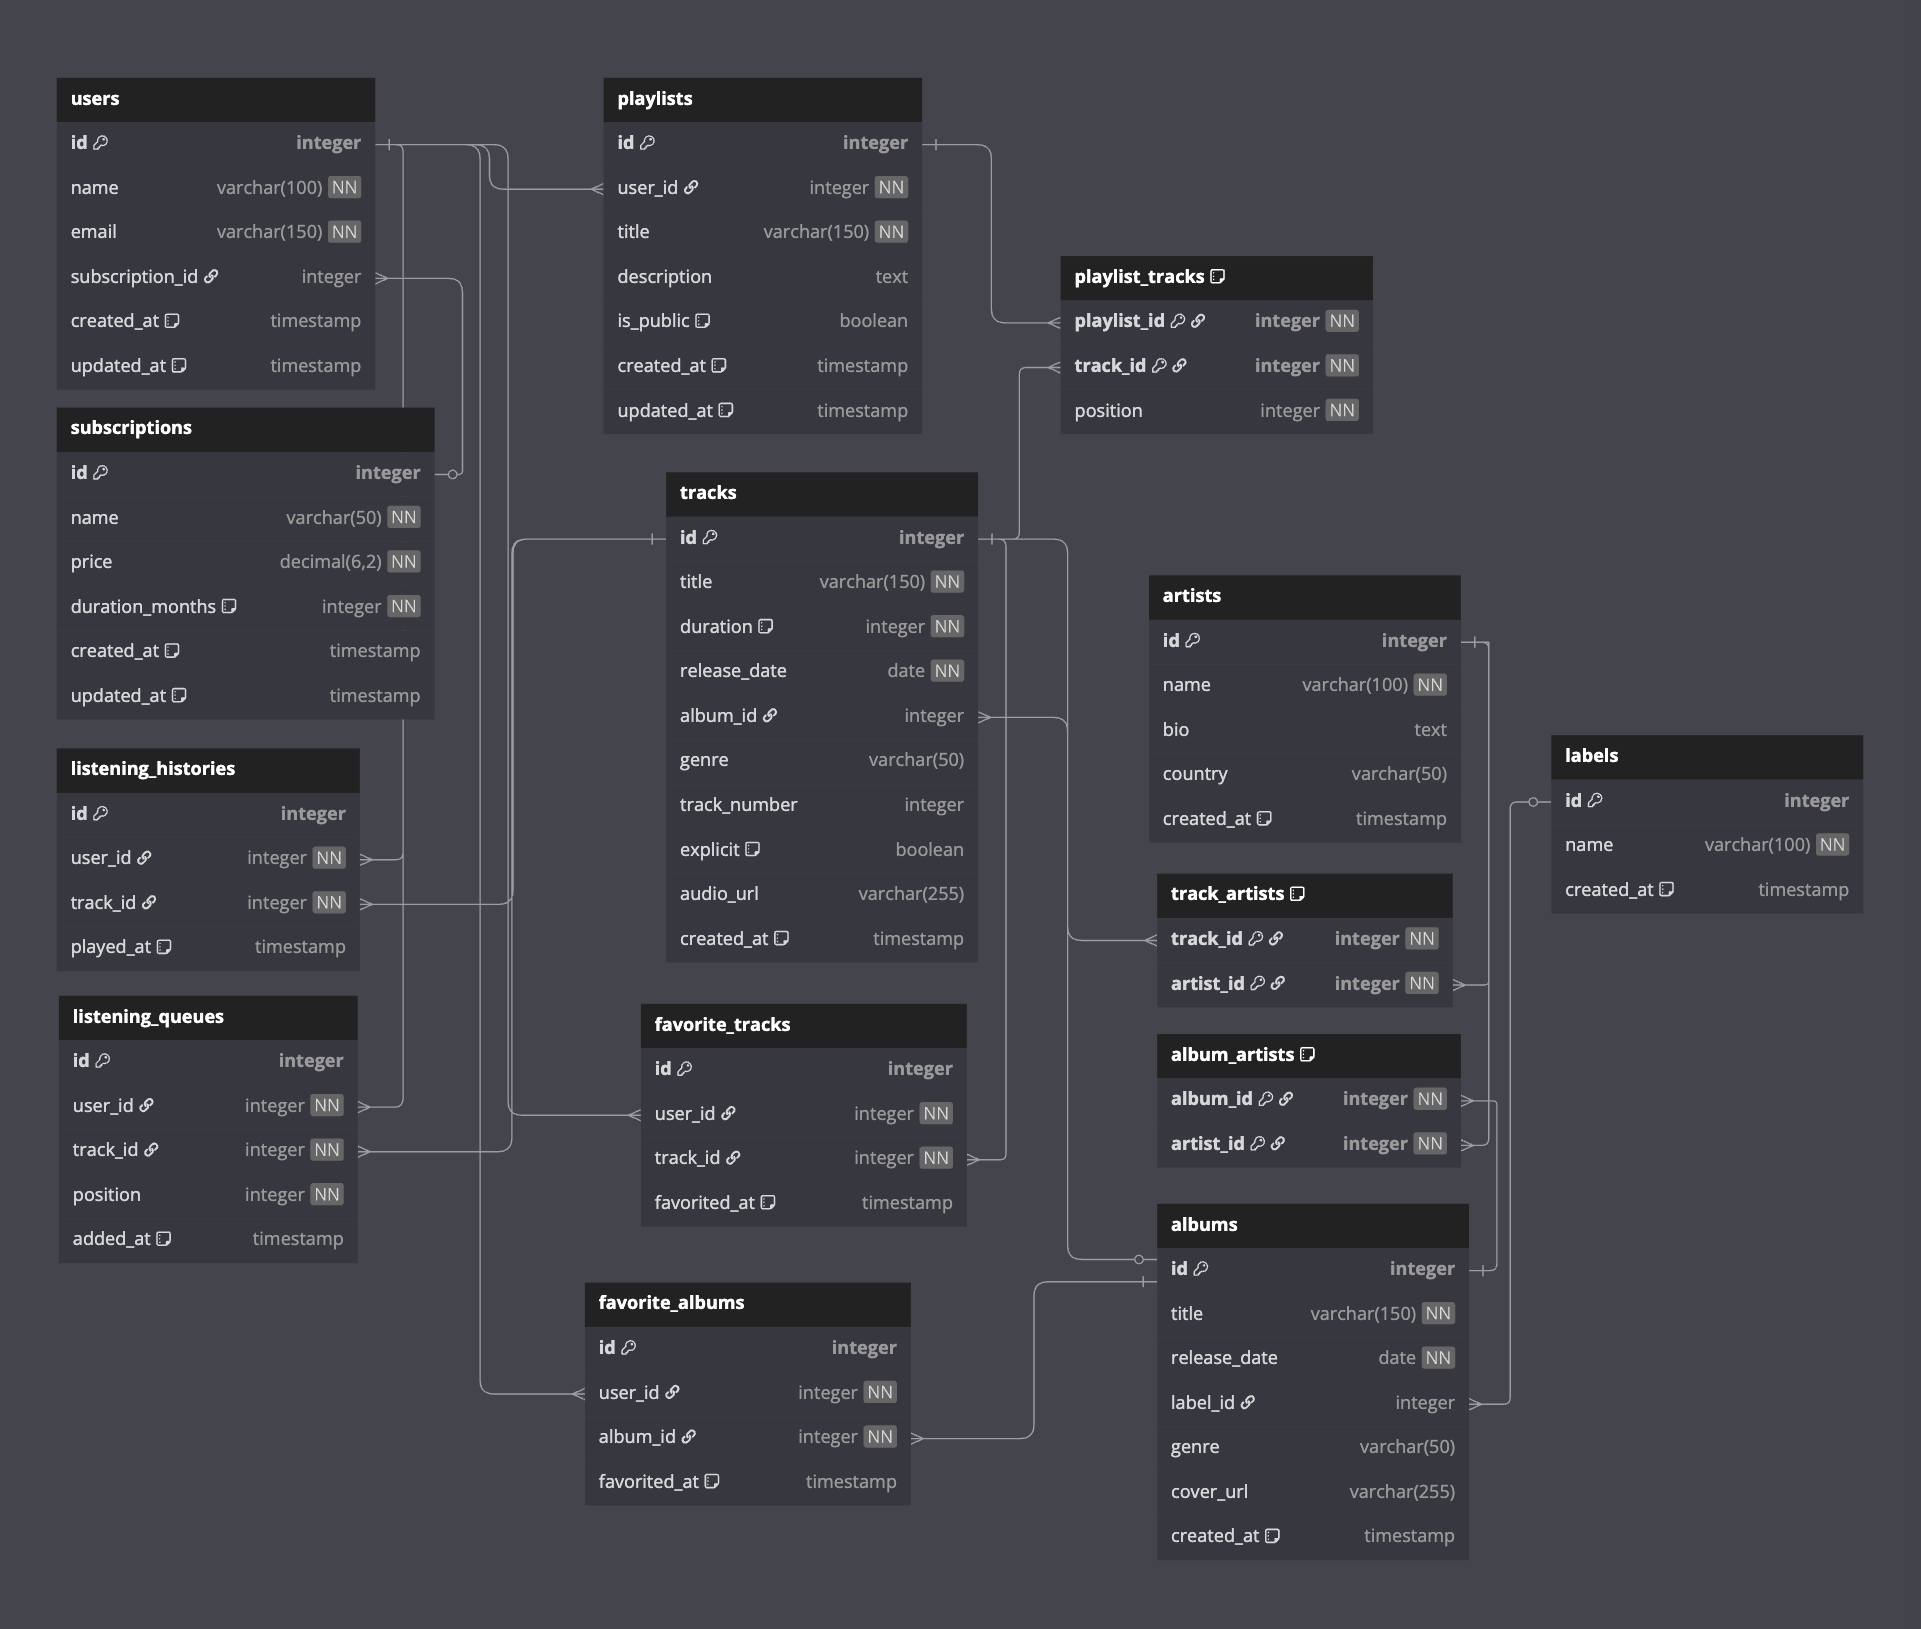 users
id integer
name varchar(100) NN
email varchar(150) NN
subscription_id integer
created_at timestamp
updated_at timestamp
subscriptions
id integer
name varchar(50) NN
price decimal(6,2) NN
duration_months integer NN
created_at timestamp
updated_at timestamp
listening_histories
id integer
user_id integer NN
track_id integer NN
played_at timestamp
listening_queues
id integer
user_id integer NN
track_id integer NN
position integer NN
added_at timestamp
playlists
id integer
user_id integer NN
title varchar(150) NN
description text
is_public boolean
created_at timestamp
updated_at timestamp
tracks
id integer
title varchar(150) NN
duration integer NN
release_date date NN
album_id integer
genre varchar(50)
track_number integer
explicit boolean
audio_url varchar(255)
created_at timestamp
favorite_tracks
id integer
user_id integer NN
track_id integer NN
favorited_at timestamp
favorite_albums
id integer
user_id integer NN
album_id integer NN
favorited_at timestamp
playlist_tracks
playlist_id integer NN
track_id integer NN
position integer NN
artists
id integer
name varchar(100) NN
bio text
country varchar(50)
created_at timestamp
track_artists
track_id integer NN
artist_id integer NN
album_artists
album_id integer NN
artist_id integer NN
albums
id integer
title varchar(150) NN
release_date date NN
label_id integer
genre varchar(50)
cover_url varchar(255)
created_at timestamp
labels
id integer
name varchar(100) NN
created_at timestamp